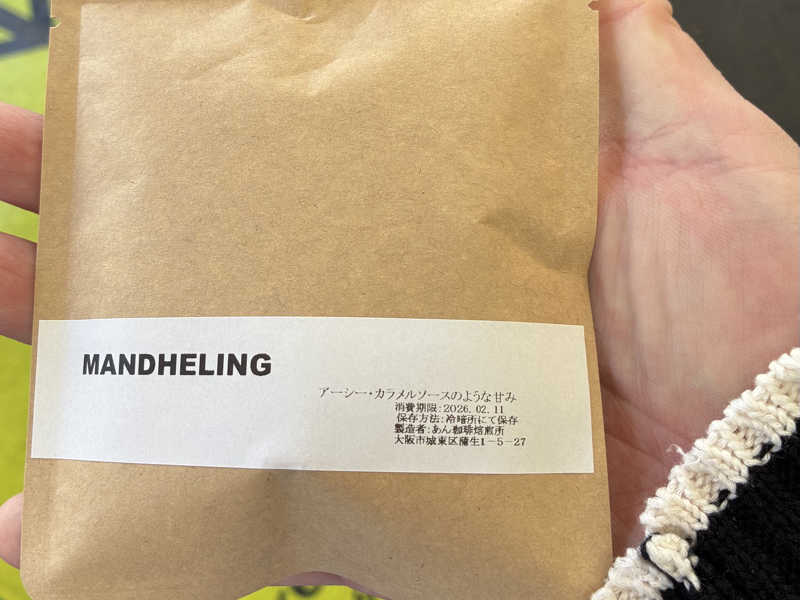 MANDHELING
アーシー・カラメルソースのような甘み
消費期限:2026.02.11
保存方法:冷暗所にて保存
製造者:あん珈琲焙煎所
大阪市城東区蒲生1-5-27